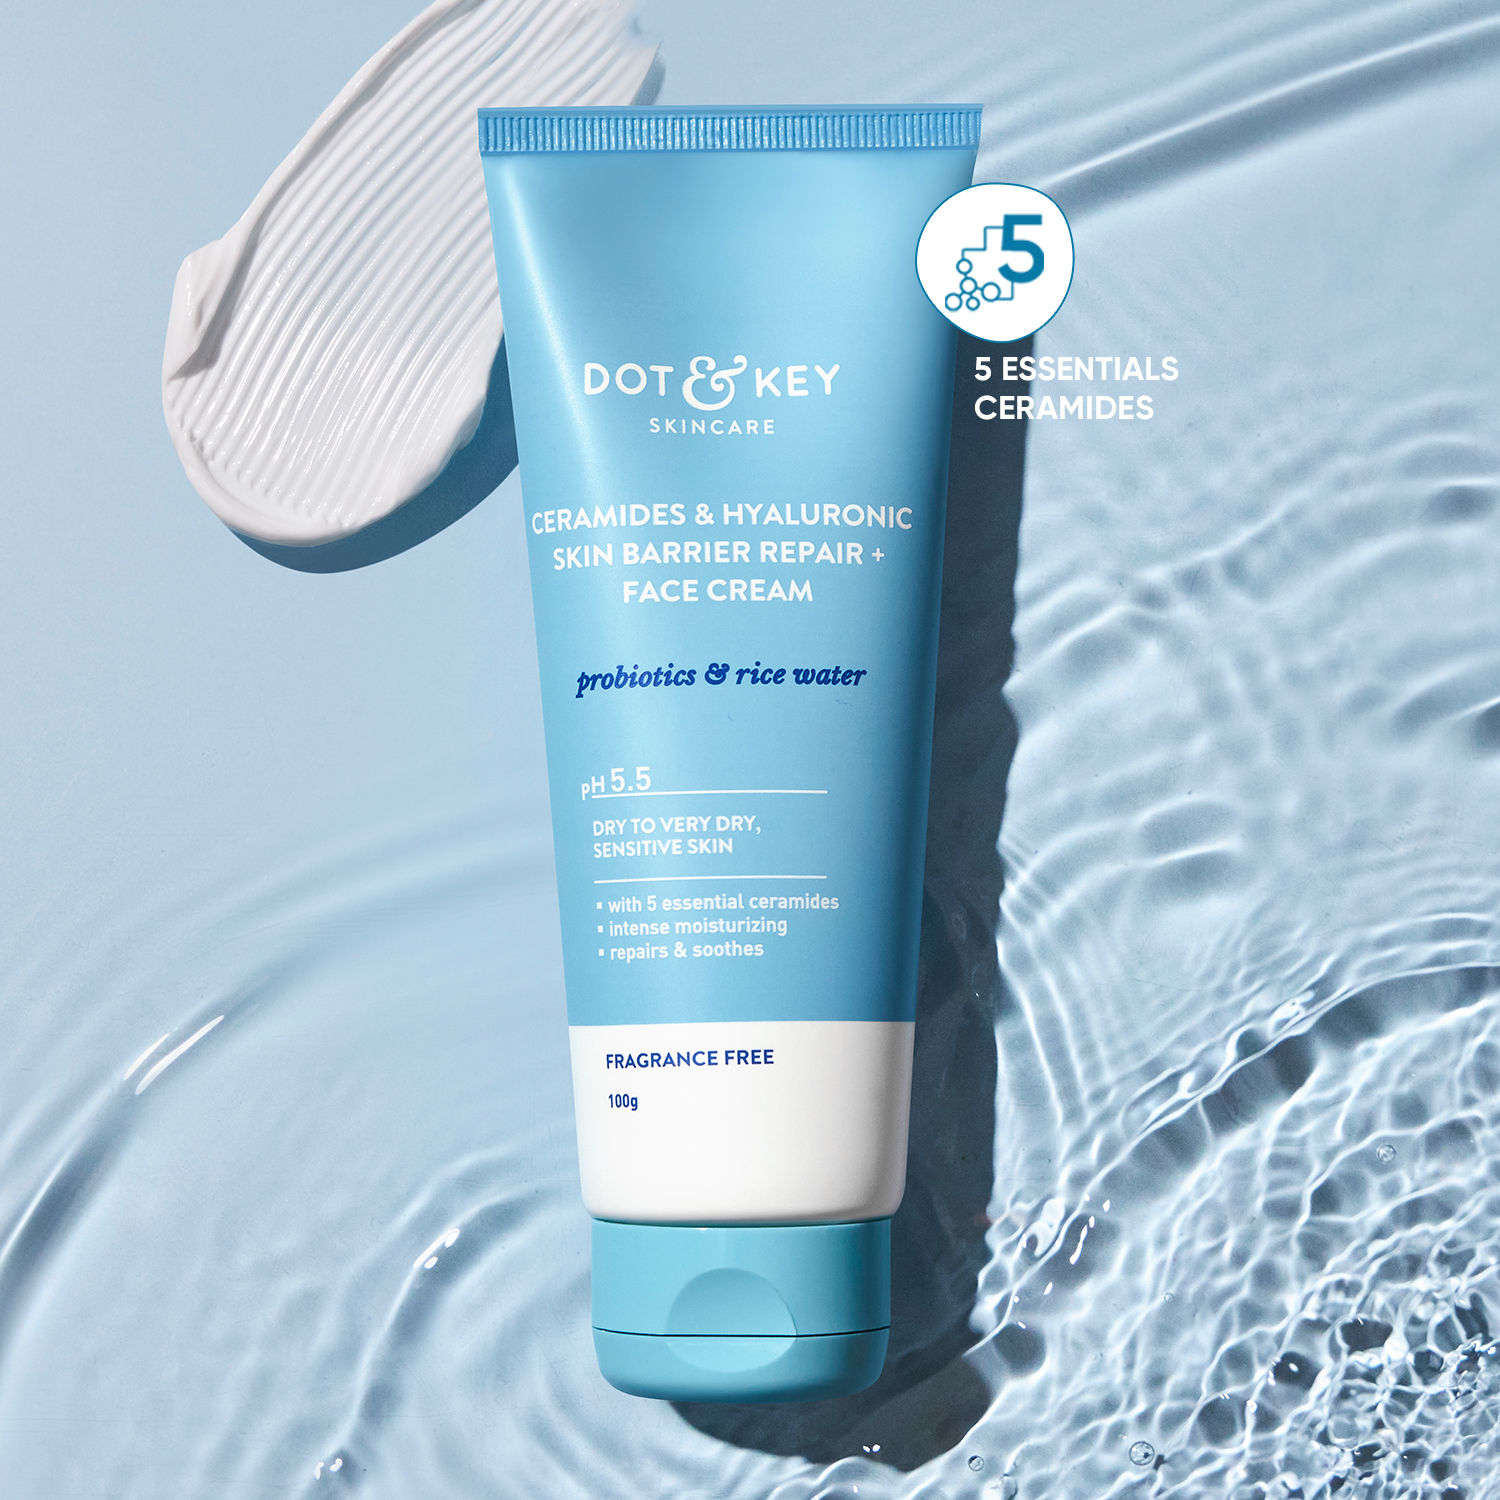 5
5 ESSENTIALS
CERAMIDES
DOT & KEY
SKINCARE
CERAMIDES & HYALURONIC
SKIN BARRIER REPAIR +
FACE CREAM
probiotics & rice water
pH 5.5
DRY TO VERY DRY,
SENSITIVE SKIN
▪ with 5 essential ceramides
▪ intense moisturizing
▪ repairs & soothes
FRAGRANCE FREE
100g